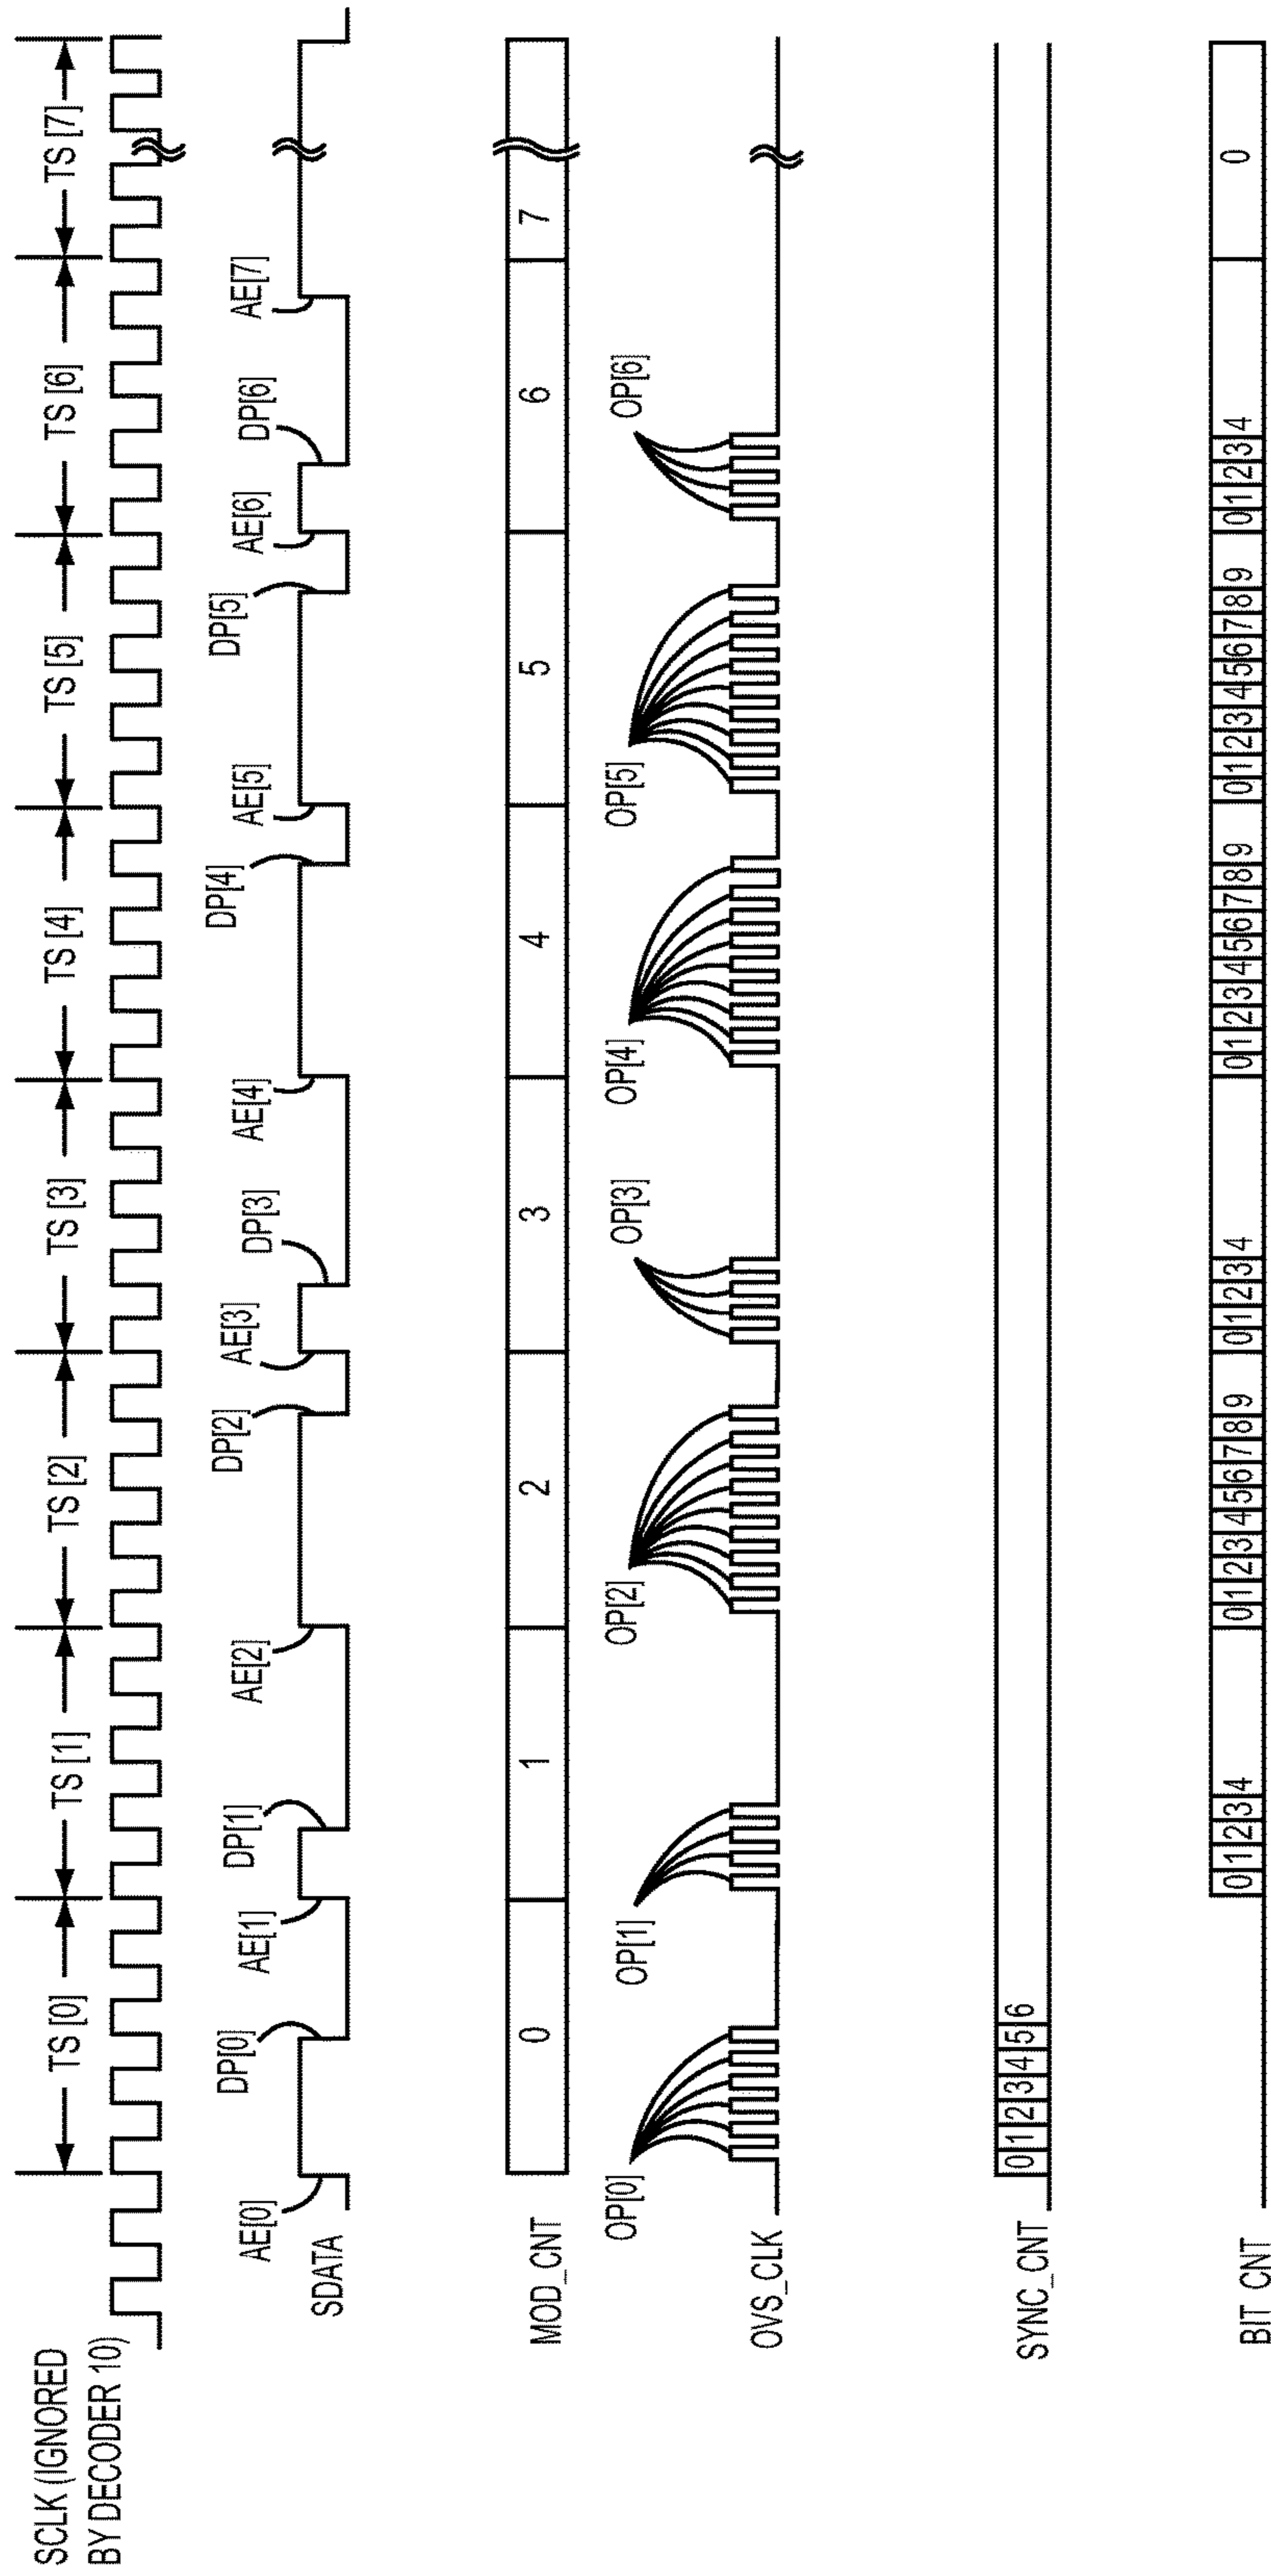 SCLK (IGNORED
BY DECODER 10)
TS [0] TS [1] TS [2] TS [3] TS [4] TS [5] TS [6] TS [7]
AE[0] DP[0] AE[1] DP[1] AE[2] DP[2] AE[3] DP[3] AE[4] DP[4] AE[5] DP[5] AE[6] DP[6] AE[7]
SDATA
MOD_CNT 0 1 2 3 4 5 6 7
OP[0] OP[1] OP[2] OP[3] OP[4] OP[5] OP[6]
OVS_CLK
SYNC_CNT 0 1 2 3 4 5 6
BIT_CNT 0 1 2 3 4 0 1 2 3 4 5 6 7 8 9 0 1 2 3 4 0 1 2 3 4 5 6 7 8 9 0 1 2 3 4 5 6 7 8 9 0 1 2 3 4 0